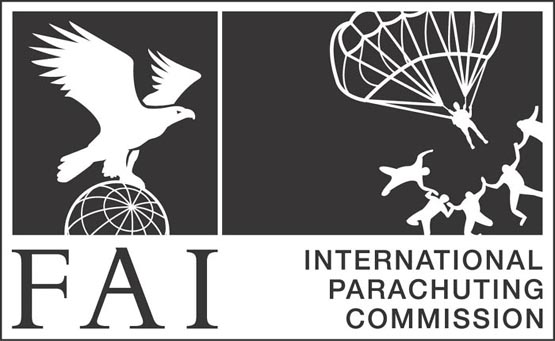 FAI
INTERNATIONAL
PARACHUTING
COMMISSION